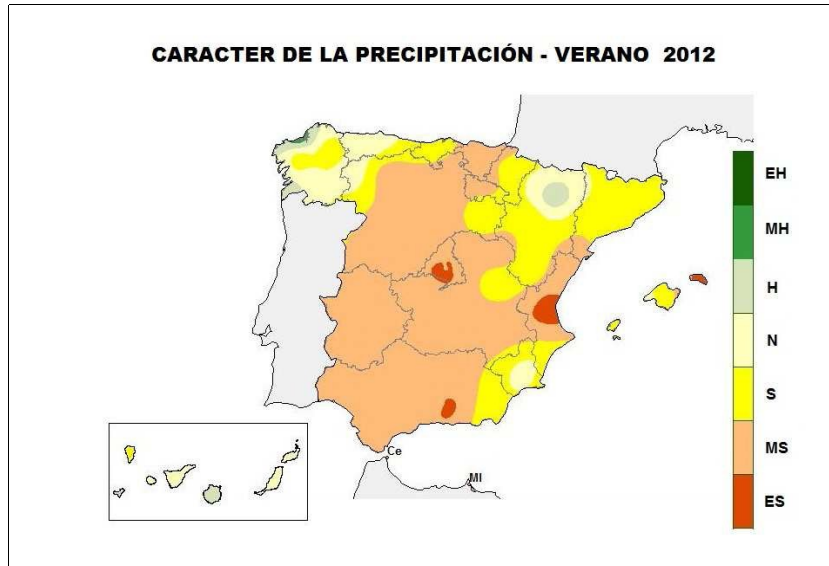 CARACTER DE LA PRECIPITACIÓN - VERANO 2012
EH
MH
H
N
S
MS
ES
Ce
Ml